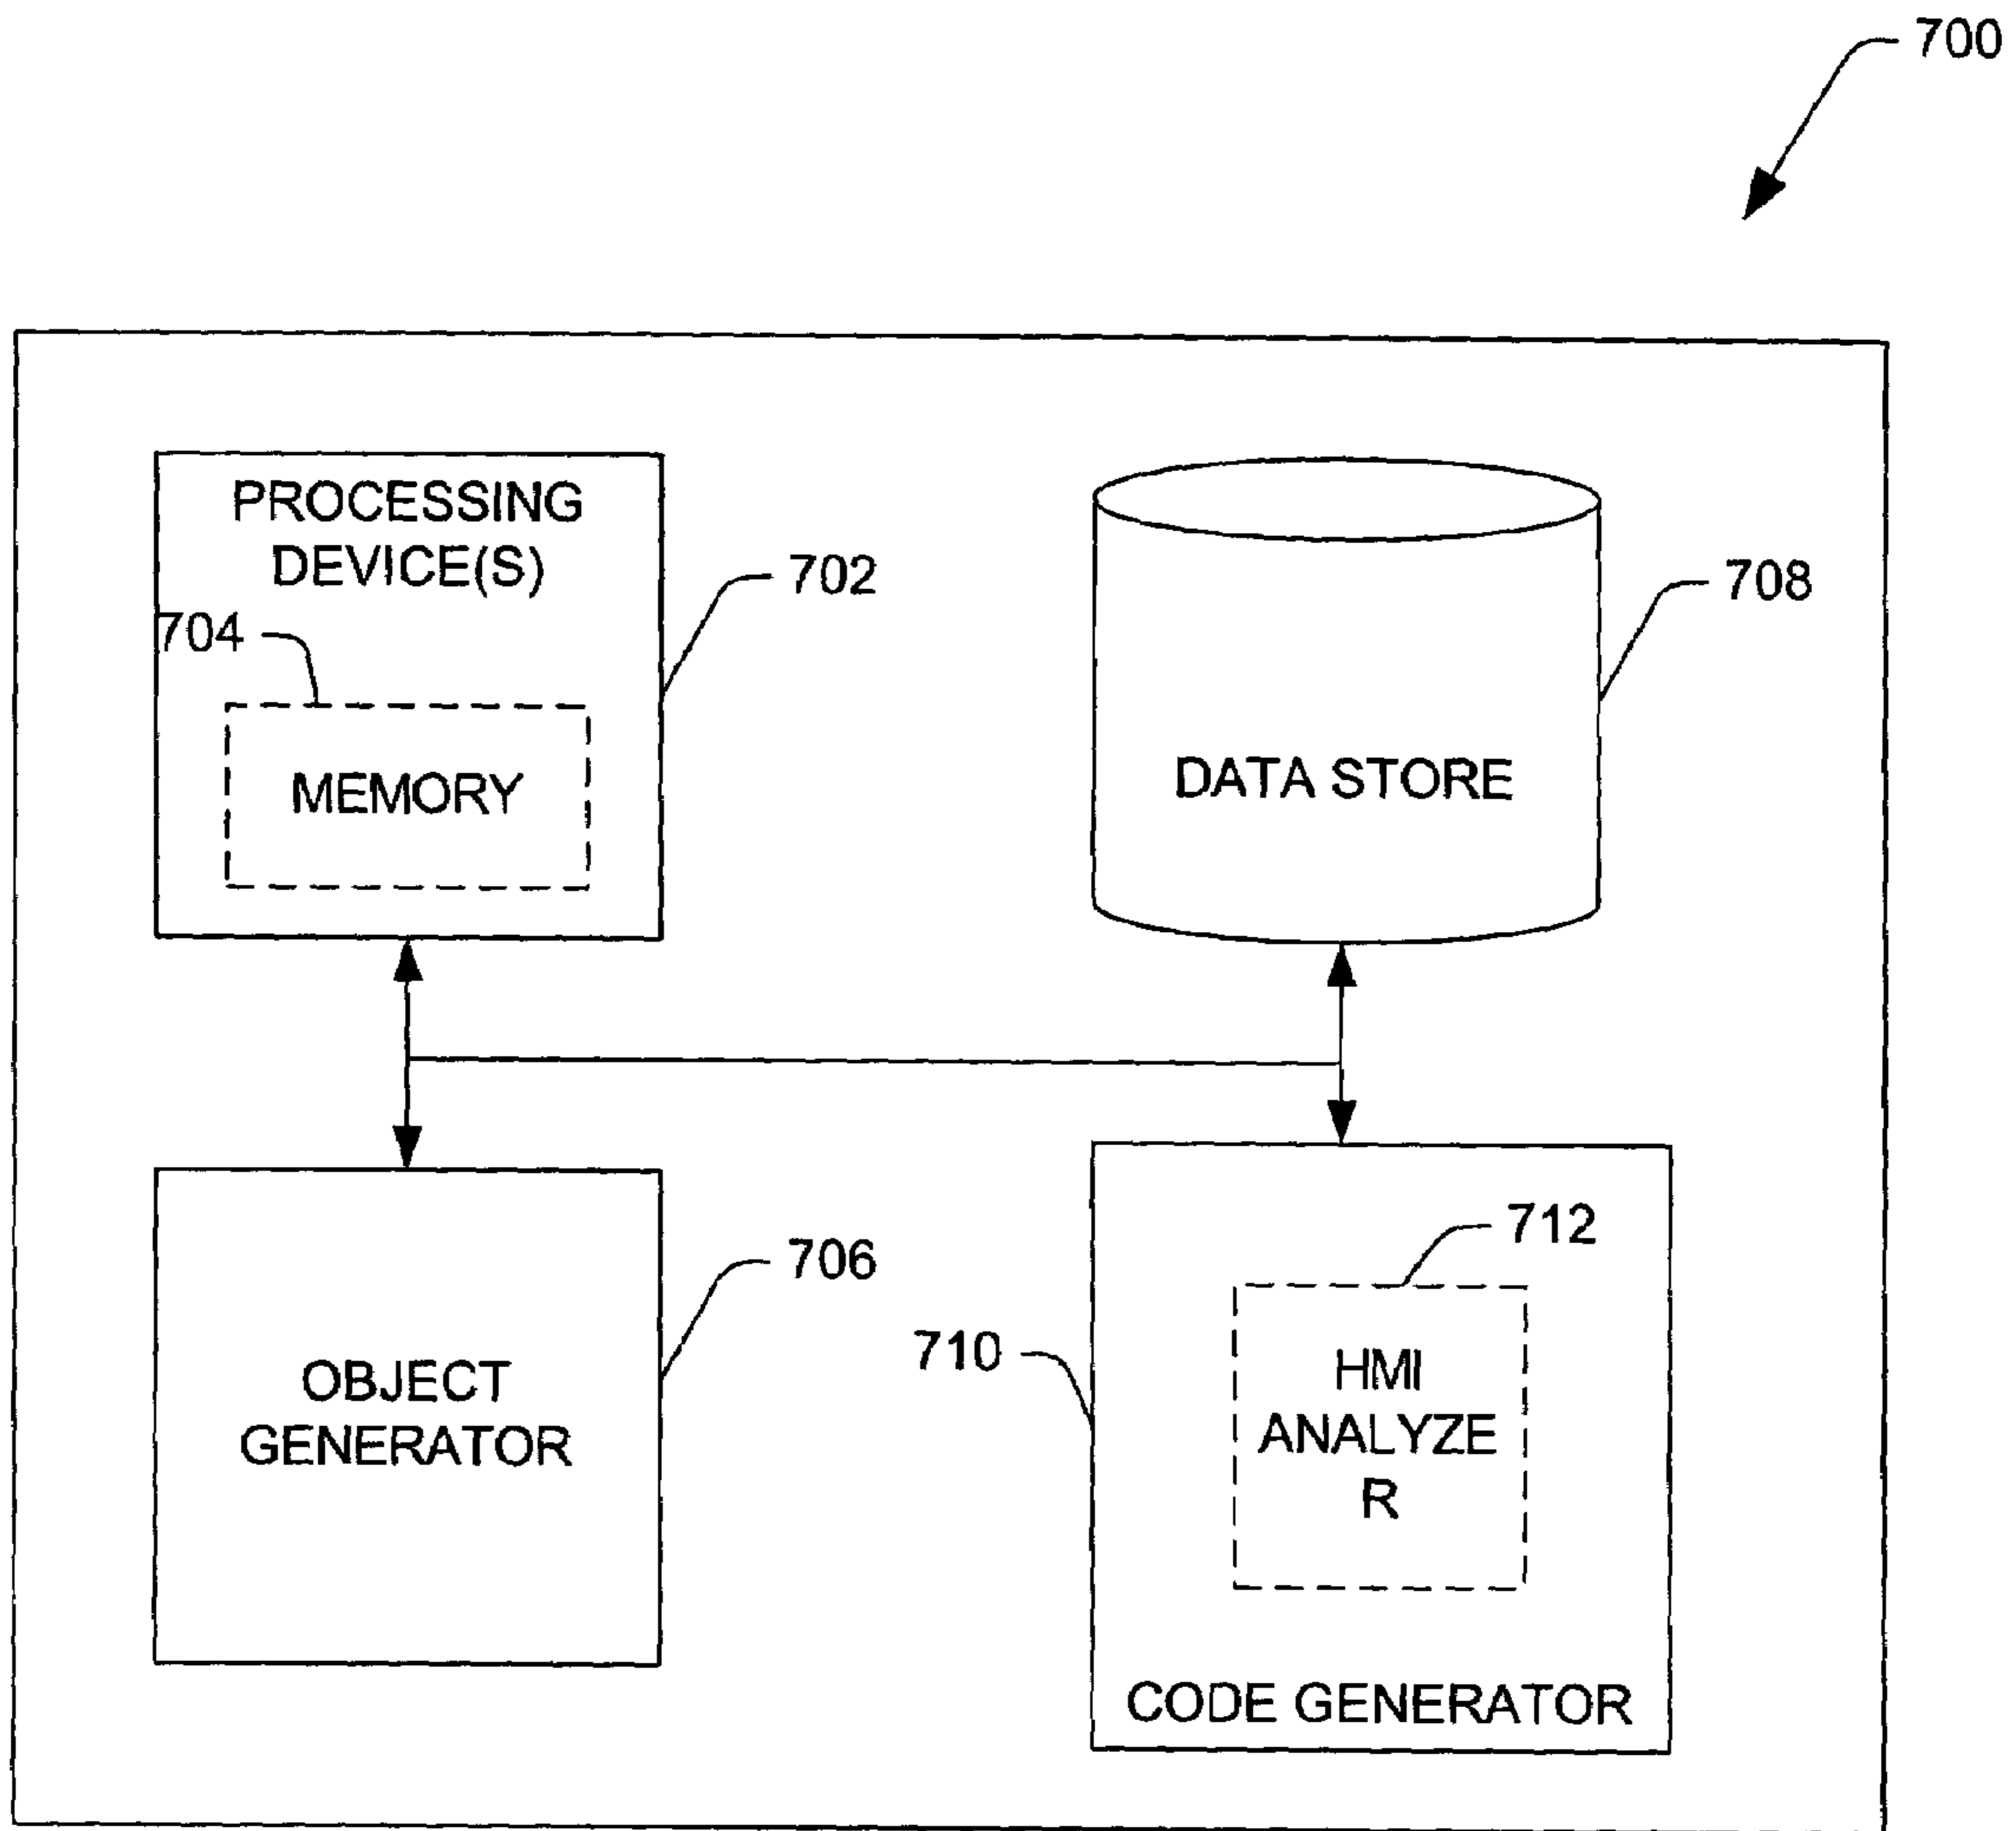 700
PROCESSING
DEVICE(S)
702
704
MEMORY
708
DATA STORE
706
OBJECT
GENERATOR
712
710
HMI
ANALYZE
R
CODE GENERATOR